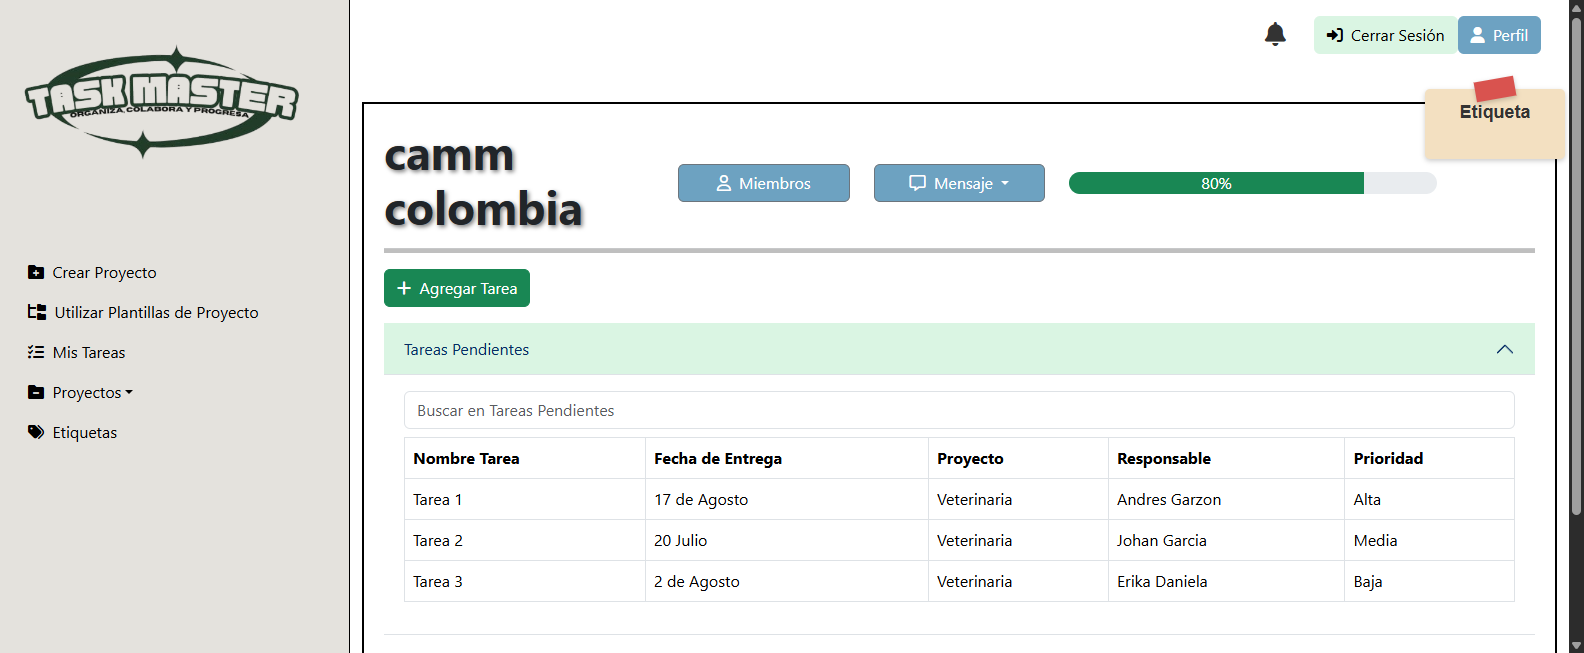 TASK MASTER
ORGANIZA, COLABORA Y PROGRESA
Crear Proyecto
Utilizar Plantillas de Proyecto
Mis Tareas
Proyectos
Etiquetas
Cerrar Sesión
Perfil
Etiqueta
camm
colombia
Miembros
Mensaje
80%
Agregar Tarea
Tareas Pendientes
Buscar en Tareas Pendientes
Nombre Tarea Fecha de Entrega Proyecto Responsable Prioridad
Tarea 1 17 de Agosto Veterinaria Andres Garzon Alta
Tarea 2 20 Julio Veterinaria Johan Garcia Media
Tarea 3 2 de Agosto Veterinaria Erika Daniela Baja